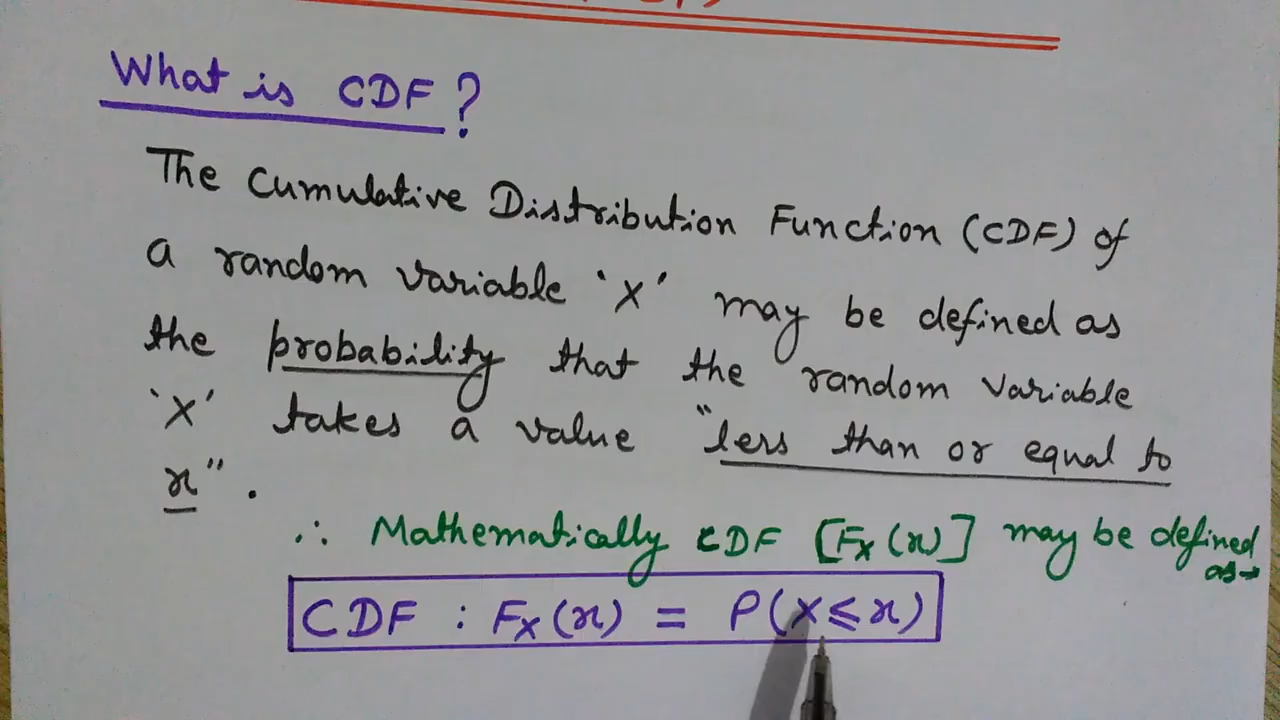 What is CDF?
The Cumulative Distribution Function (CDF) of
a random variable 'X' may be defined as
the probability that the random variable
'X' takes a value "less than or equal to
x".
∴ Mathematically CDF [Fx(x)] may be defined
as→
CDF : Fx(x) = P(X ≤ x)